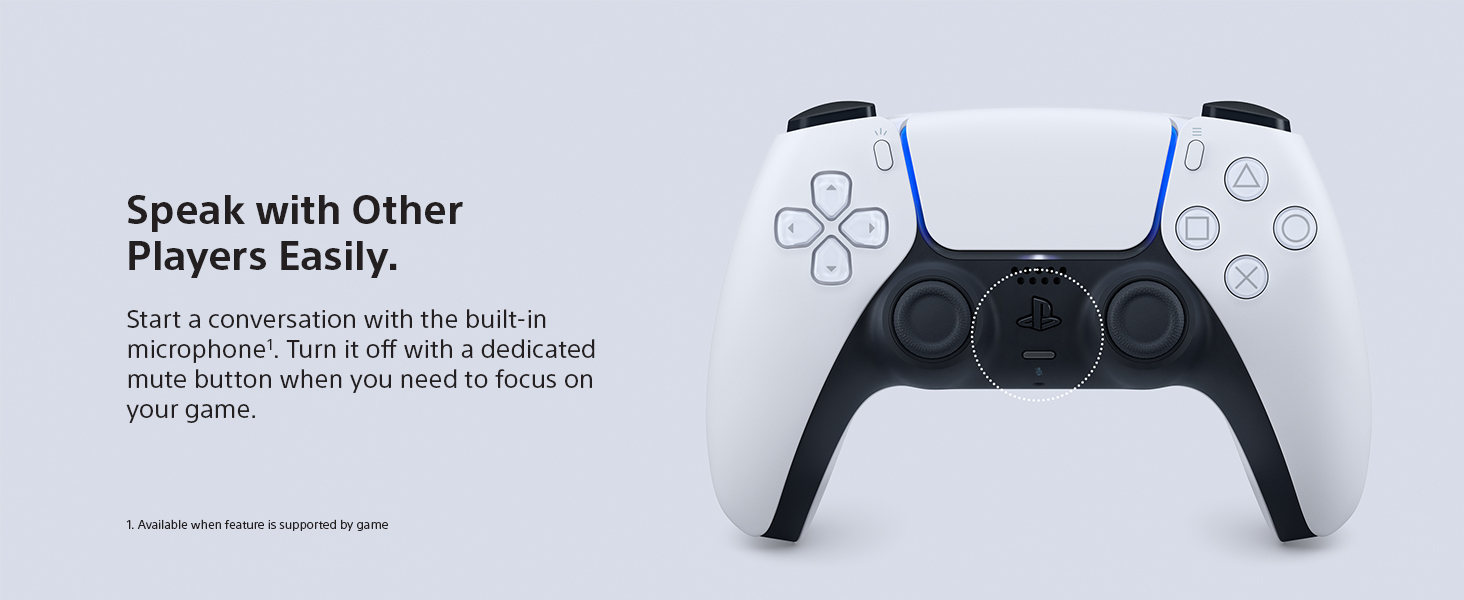 Speak with Other
Players Easily.
Start a conversation with the built-in
microphone¹. Turn it off with a dedicated
mute button when you need to focus on
your game.
1. Available when feature is supported by game